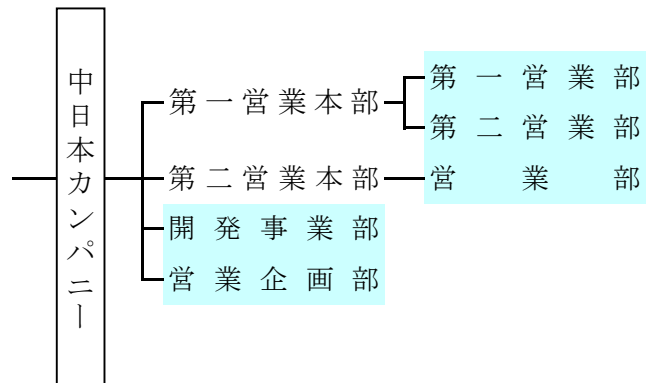 中日本カンパニー
第一営業本部
第一営業部
第二営業部
第二営業本部
営業部
開発事業部
営業企画部